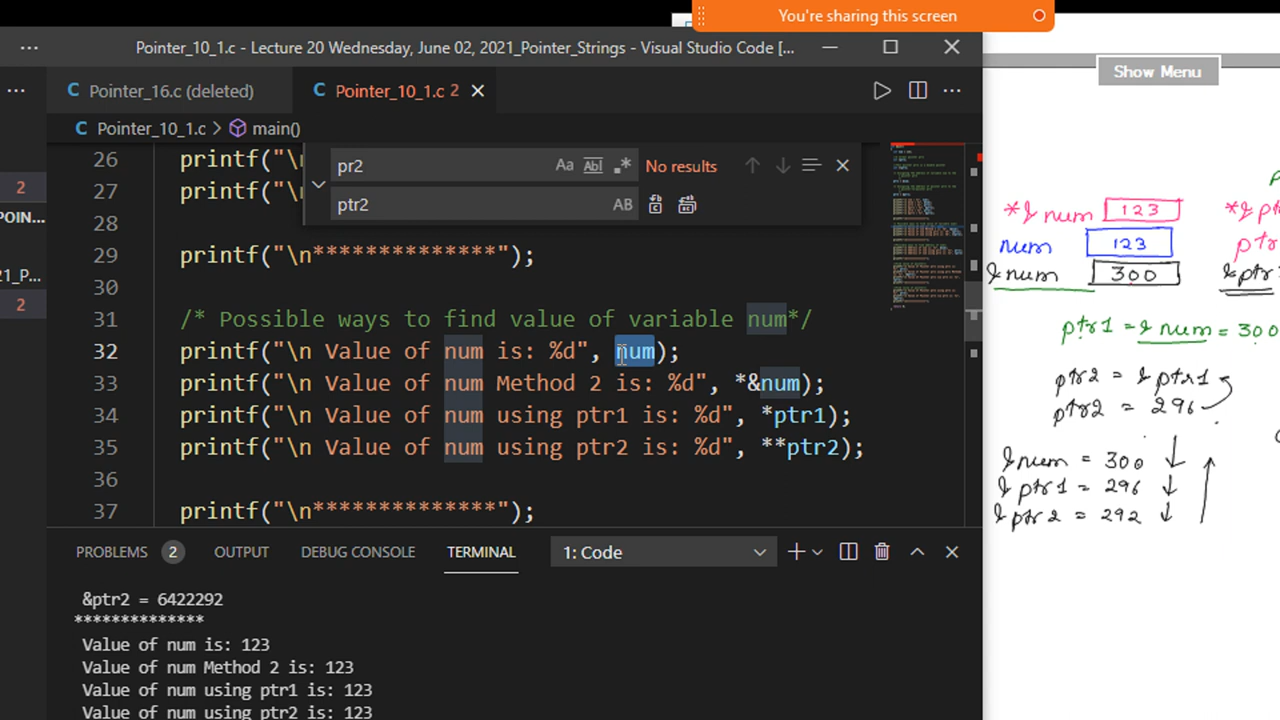 You're sharing this screen
Pointer_10_1.c - Lecture 20 Wednesday, June 02, 2021_Pointer_Strings - Visual Studio Code [...
Show Menu
Pointer_16.c (deleted)
Pointer_10_1.c 2
Pointer_10_1.c > main()
pr2
No results
ptr2
AB
2
POIN...
1_P...
2
26 printf("\n
27 printf("\n
28
29 printf("\n**************");
30
31 /* Possible ways to find value of variable num*/
32 printf("\n Value of num is: %d", num);
33 printf("\n Value of num Method 2 is: %d", *&num);
34 printf("\n Value of num using ptr1 is: %d", *ptr1);
35 printf("\n Value of num using ptr2 is: %d", **ptr2);
36
37 printf("\n**************");
PROBLEMS 2 OUTPUT DEBUG CONSOLE TERMINAL 1: Code
&ptr2 = 6422292
**************
Value of num is: 123
Value of num Method 2 is: 123
Value of num using ptr1 is: 123
Value of num using ptr2 is: 123
*& num 123
num 123
& num 300
ptr1 = & num = 300
ptr2 = & ptr1
ptr2 = 296
& num = 300
& ptr1 = 296
& ptr2 = 292